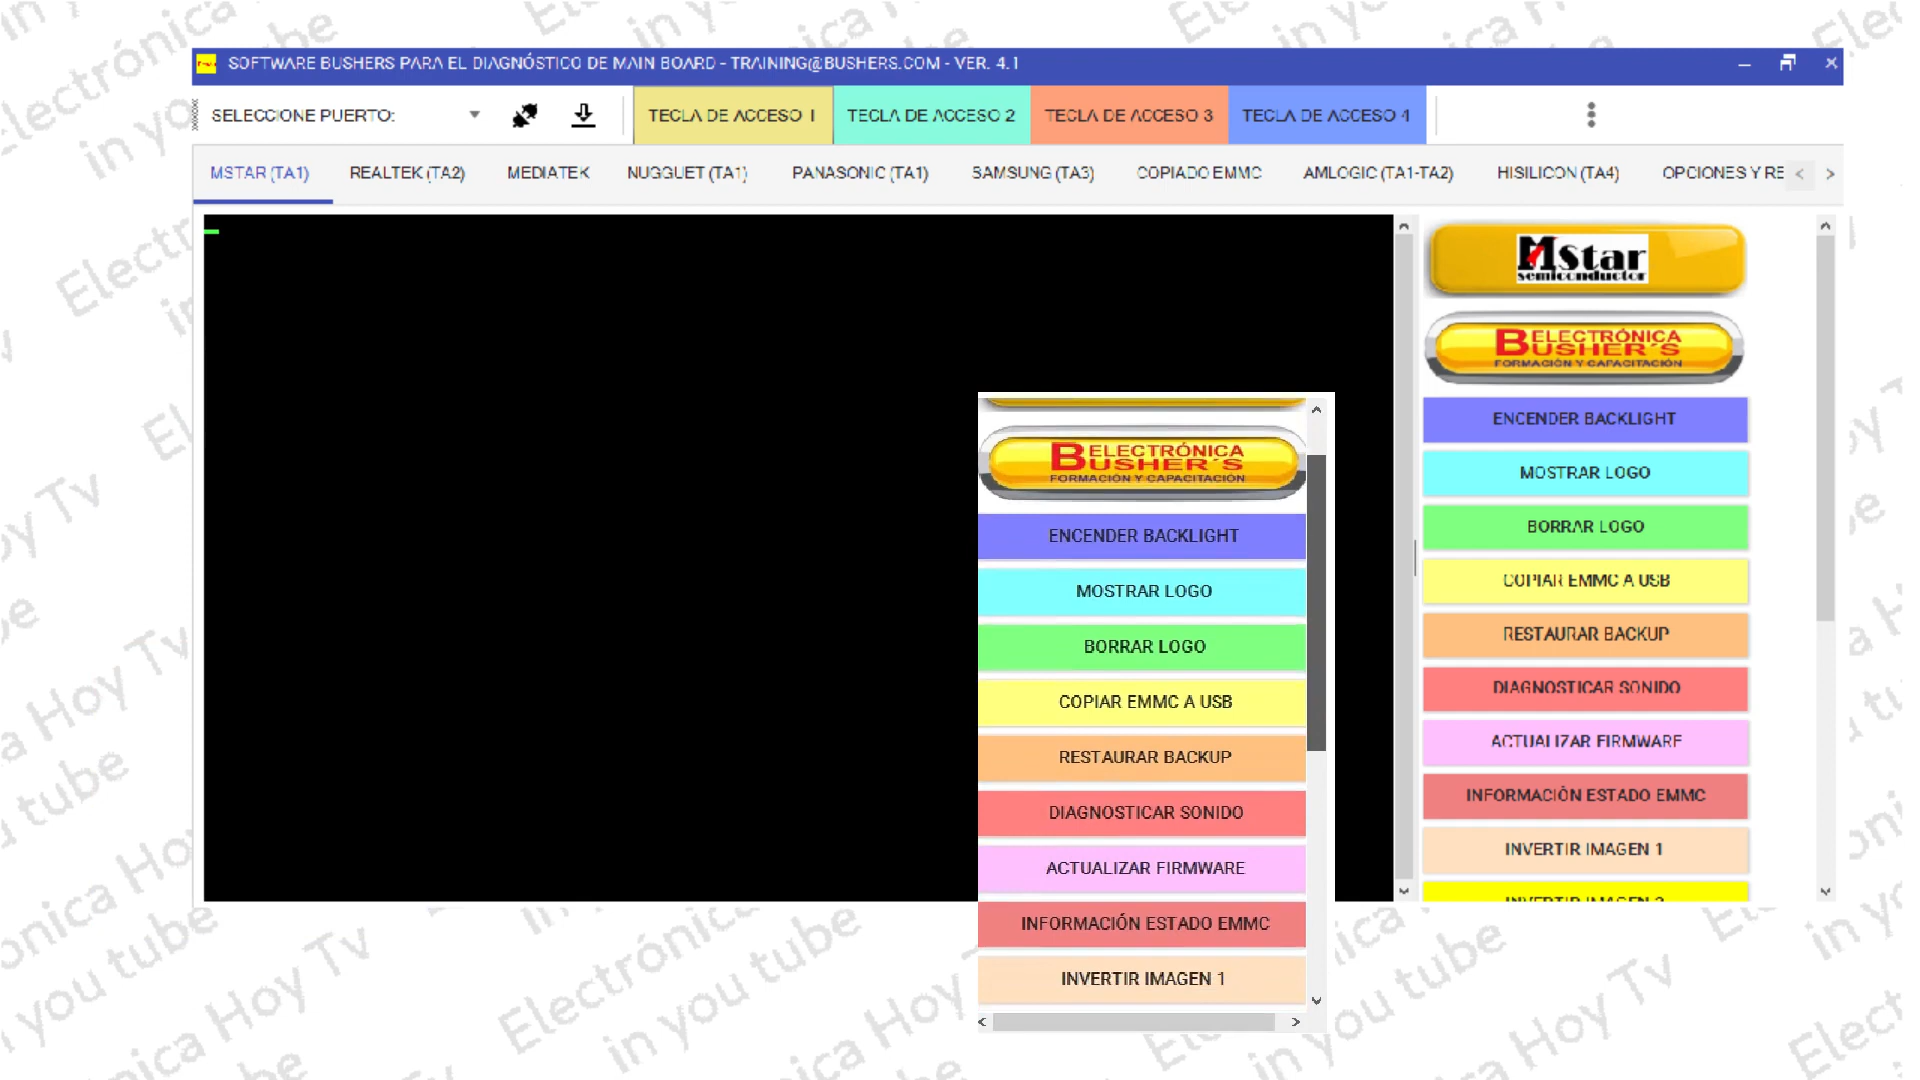 SOFTWARE BUSHERS PARA EL DIAGNÓSTICO DE MAIN BOARD - TRAINING@BUSHERS.COM - VER. 4.1
SELECCIONE PUERTO:
TECLA DE ACCESO 1
TECLA DE ACCESO 2
TECLA DE ACCESO 3
TECLA DE ACCESO 4
MSTAR (TA1)
REALTEK (TA2)
MEDIATEK
NUGGUET (TA1)
PANASONIC (TA1)
SAMSUNG (TA3)
COPIADO EMMC
AMLOGIC (TA1-TA2)
HISILICON (TA4)
OPCIONES Y RE
MStar
semiconductor
ELECTRÓNICA
BUSHER´S
FORMACIÓN Y CAPACITACIÓN
ENCENDER BACKLIGHT
MOSTRAR LOGO
BORRAR LOGO
COPIAR EMMC A USB
RESTAURAR BACKUP
DIAGNOSTICAR SONIDO
ACTUALIZAR FIRMWARE
INFORMACIÓN ESTADO EMMC
INVERTIR IMAGEN 1
INVERTIR IMAGEN 2
ELECTRÓNICA
BUSHER´S
FORMACIÓN Y CAPACITACIÓN
ENCENDER BACKLIGHT
MOSTRAR LOGO
BORRAR LOGO
COPIAR EMMC A USB
RESTAURAR BACKUP
DIAGNOSTICAR SONIDO
ACTUALIZAR FIRMWARE
INFORMACIÓN ESTADO EMMC
INVERTIR IMAGEN 1
Electrónica Hoy Tv
in you tube